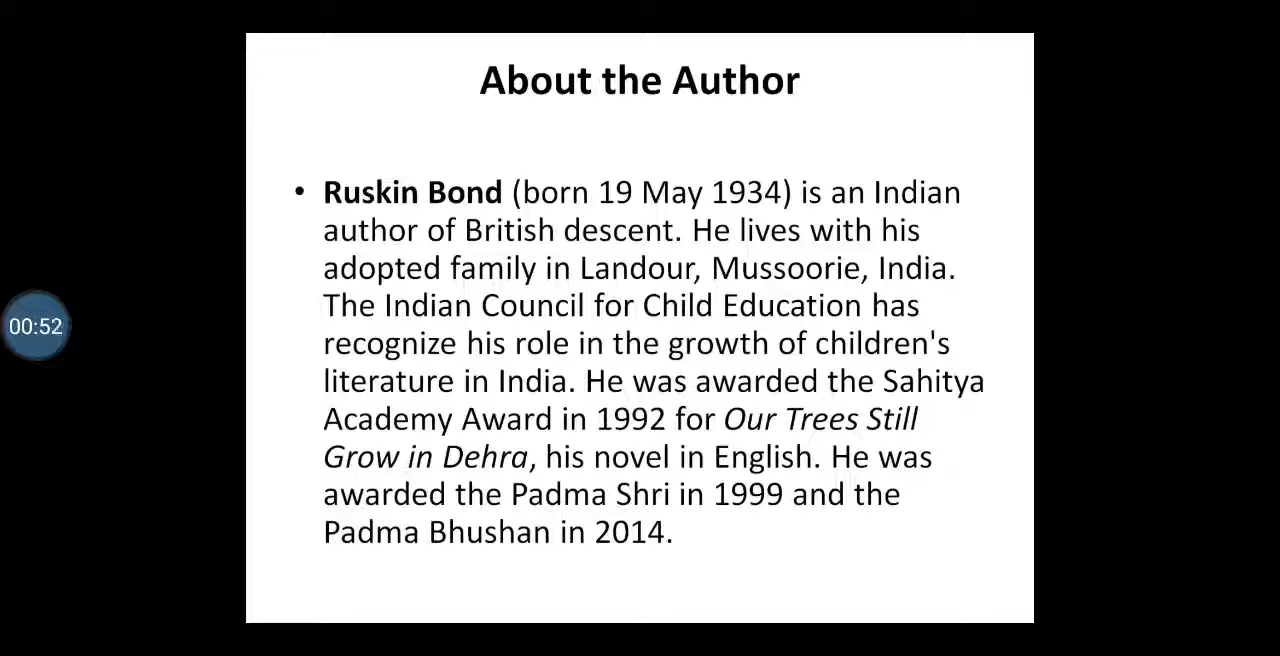 About the Author
• Ruskin Bond (born 19 May 1934) is an Indian
author of British descent. He lives with his
adopted family in Landour, Mussoorie, India.
The Indian Council for Child Education has
recognize his role in the growth of children's
literature in India. He was awarded the Sahitya
Academy Award in 1992 for Our Trees Still
Grow in Dehra, his novel in English. He was
awarded the Padma Shri in 1999 and the
Padma Bhushan in 2014.
00:52